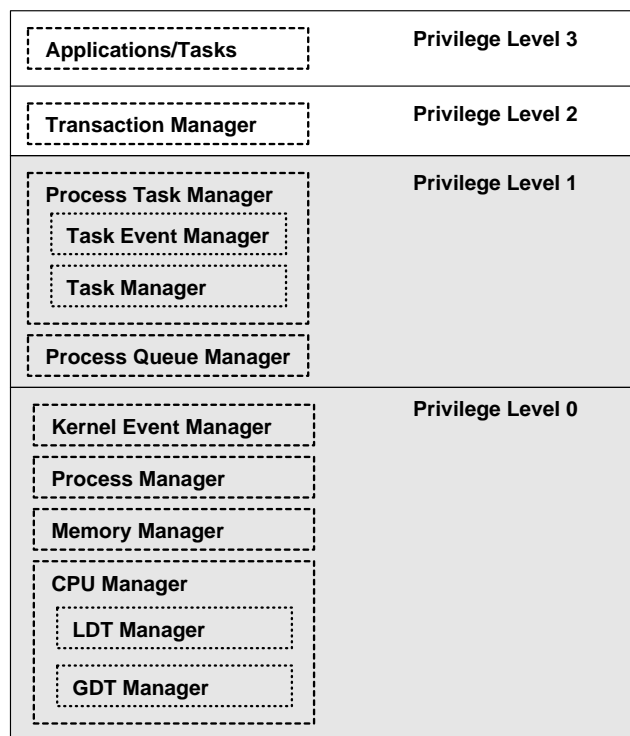 Applications/Tasks
Privilege Level 3
Transaction Manager
Privilege Level 2
Process Task Manager
Privilege Level 1
Task Event Manager
Task Manager
Process Queue Manager
Kernel Event Manager
Privilege Level 0
Process Manager
Memory Manager
CPU Manager
LDT Manager
GDT Manager